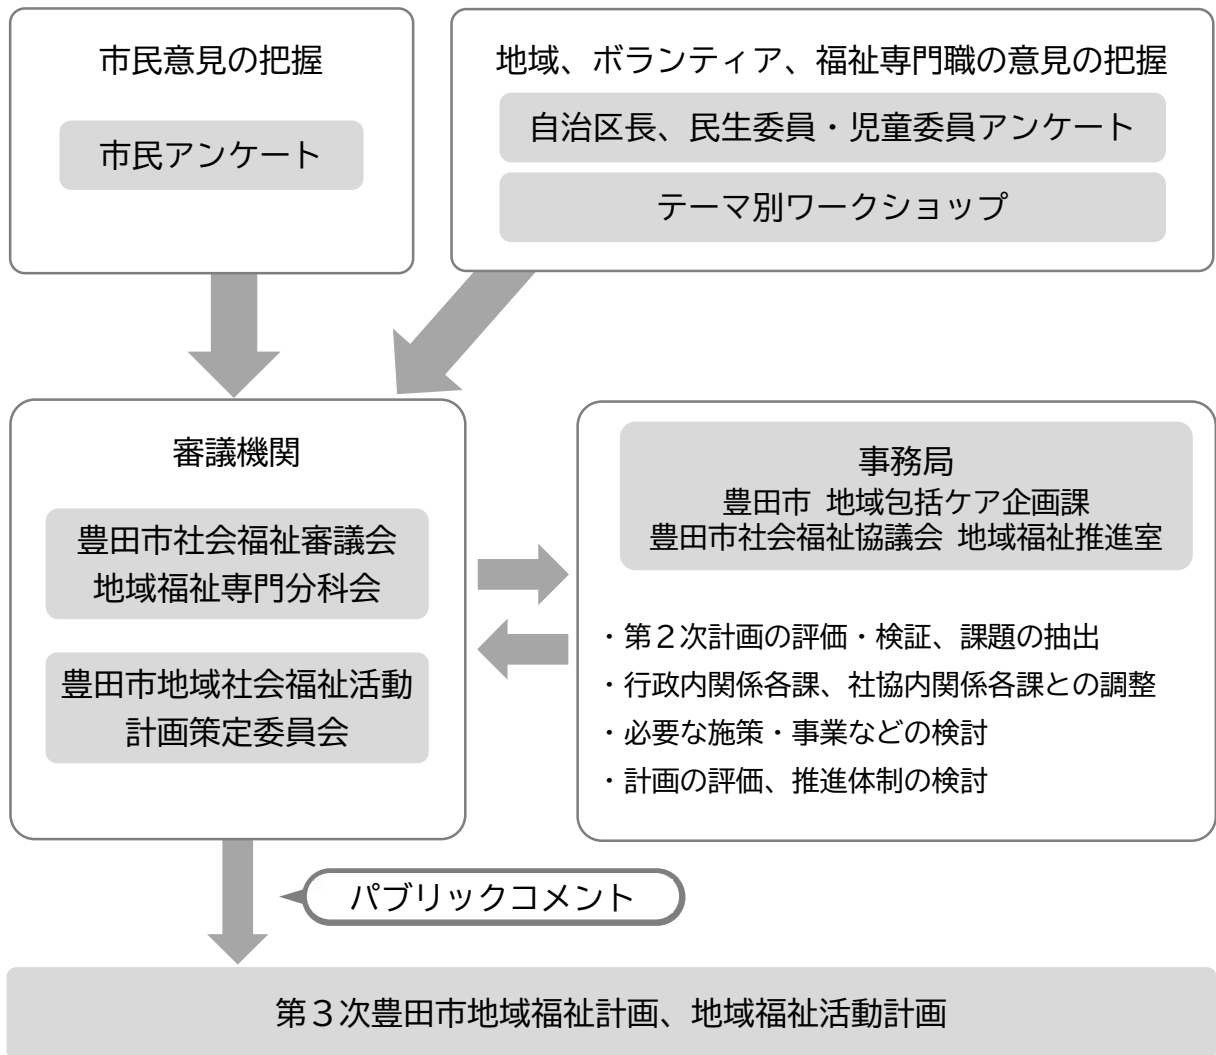 市民意見の把握
市民アンケート
地域、ボランティア、福祉専門職の意見の把握
自治区長、民生委員・児童委員アンケート
テーマ別ワークショップ
審議機関
豊田市社会福祉審議会
地域福祉専門分科会
豊田市地域社会福祉活動
計画策定委員会
事務局
豊田市 地域包括ケア企画課
豊田市社会福祉協議会 地域福祉推進室
・第２次計画の評価・検証、課題の抽出
・行政内関係各課、社協内関係各課との調整
・必要な施策・事業などの検討
・計画の評価、推進体制の検討
パブリックコメント
第３次豊田市地域福祉計画、地域福祉活動計画